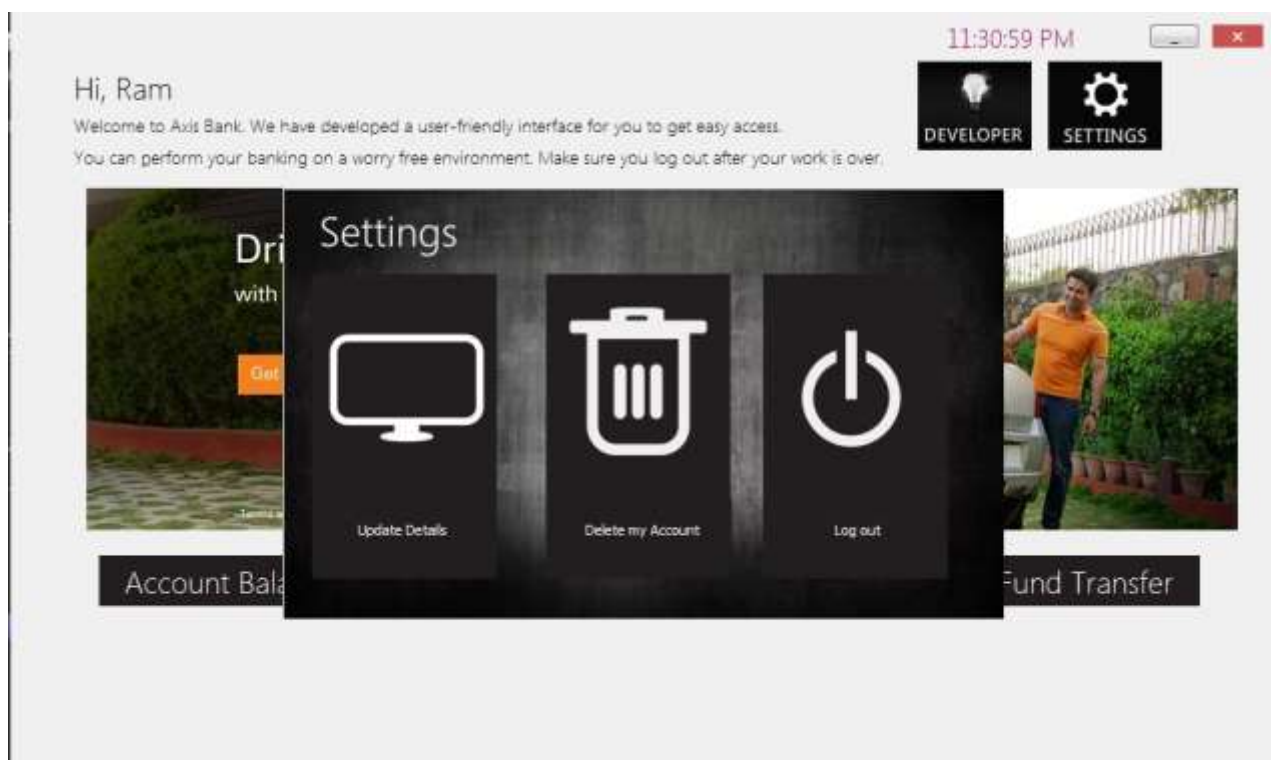 11:30:59 PM
Hi, Ram
Welcome to Axis Bank. We have developed a user-friendly interface for you to get easy access.
You can perform your banking on a worry free environment. Make sure you log out after your work is over.
DEVELOPER
SETTINGS
Dri
with
Get
Settings
Update Details
Delete my Account
Log out
Account Bala
Fund Transfer